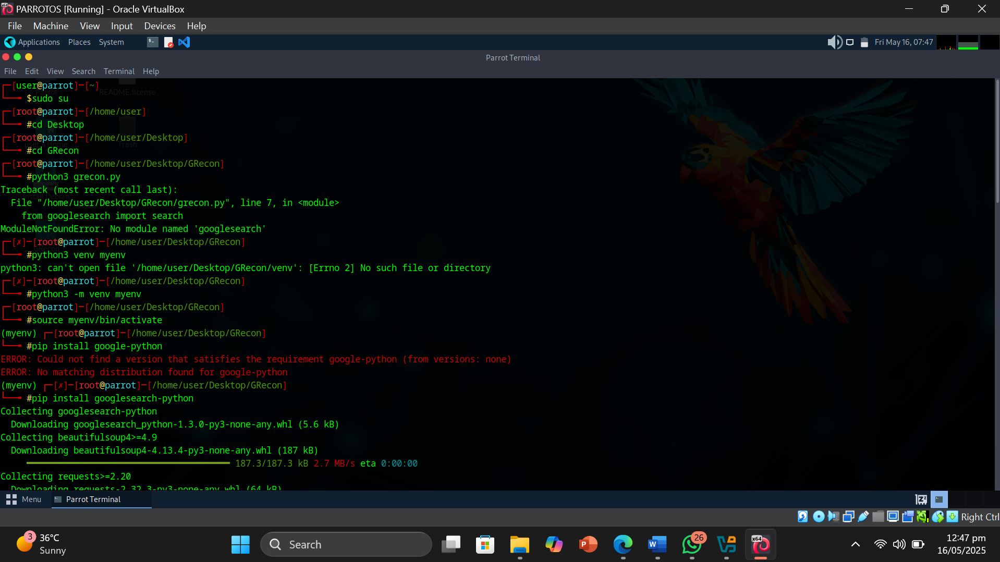 PARROTOS [Running] - Oracle VirtualBox
File Machine View Input Devices Help
Applications Places System
Fri May 16, 07:47
Parrot Terminal
File Edit View Search Terminal Help
┌─[user@parrot]─[~]
└──╼ $sudo su
┌─[root@parrot]─[/home/user]
└──╼ #cd Desktop
┌─[root@parrot]─[/home/user/Desktop]
└──╼ #cd GRecon
┌─[root@parrot]─[/home/user/Desktop/GRecon]
└──╼ #python3 grecon.py
Traceback (most recent call last):
  File "/home/user/Desktop/GRecon/grecon.py", line 7, in <module>
    from googlesearch import search
ModuleNotFoundError: No module named 'googlesearch'
┌─[✗]─[root@parrot]─[/home/user/Desktop/GRecon]
└──╼ #python3 venv myenv
python3: can't open file '/home/user/Desktop/GRecon/venv': [Errno 2] No such file or directory
┌─[✗]─[root@parrot]─[/home/user/Desktop/GRecon]
└──╼ #python3 -m venv myenv
┌─[root@parrot]─[/home/user/Desktop/GRecon]
└──╼ #source myenv/bin/activate
(myenv) ┌─[root@parrot]─[/home/user/Desktop/GRecon]
└──╼ #pip install google-python
ERROR: Could not find a version that satisfies the requirement google-python (from versions: none)
ERROR: No matching distribution found for google-python
(myenv) ┌─[✗]─[root@parrot]─[/home/user/Desktop/GRecon]
└──╼ #pip install googlesearch-python
Collecting googlesearch-python
  Downloading googlesearch_python-1.3.0-py3-none-any.whl (5.6 kB)
Collecting beautifulsoup4>=4.9
  Downloading beautifulsoup4-4.13.4-py3-none-any.whl (187 kB)
187.3/187.3 kB 2.7 MB/s eta 0:00:00
Collecting requests>=2.20
  Downloading requests-2.32.3-py3-none-any.whl (64 kB)
README.license
Trash
Menu
Parrot Terminal
Right Ctrl
3
36°C
Sunny
Search
26
x64
12:47 pm
16/05/2025